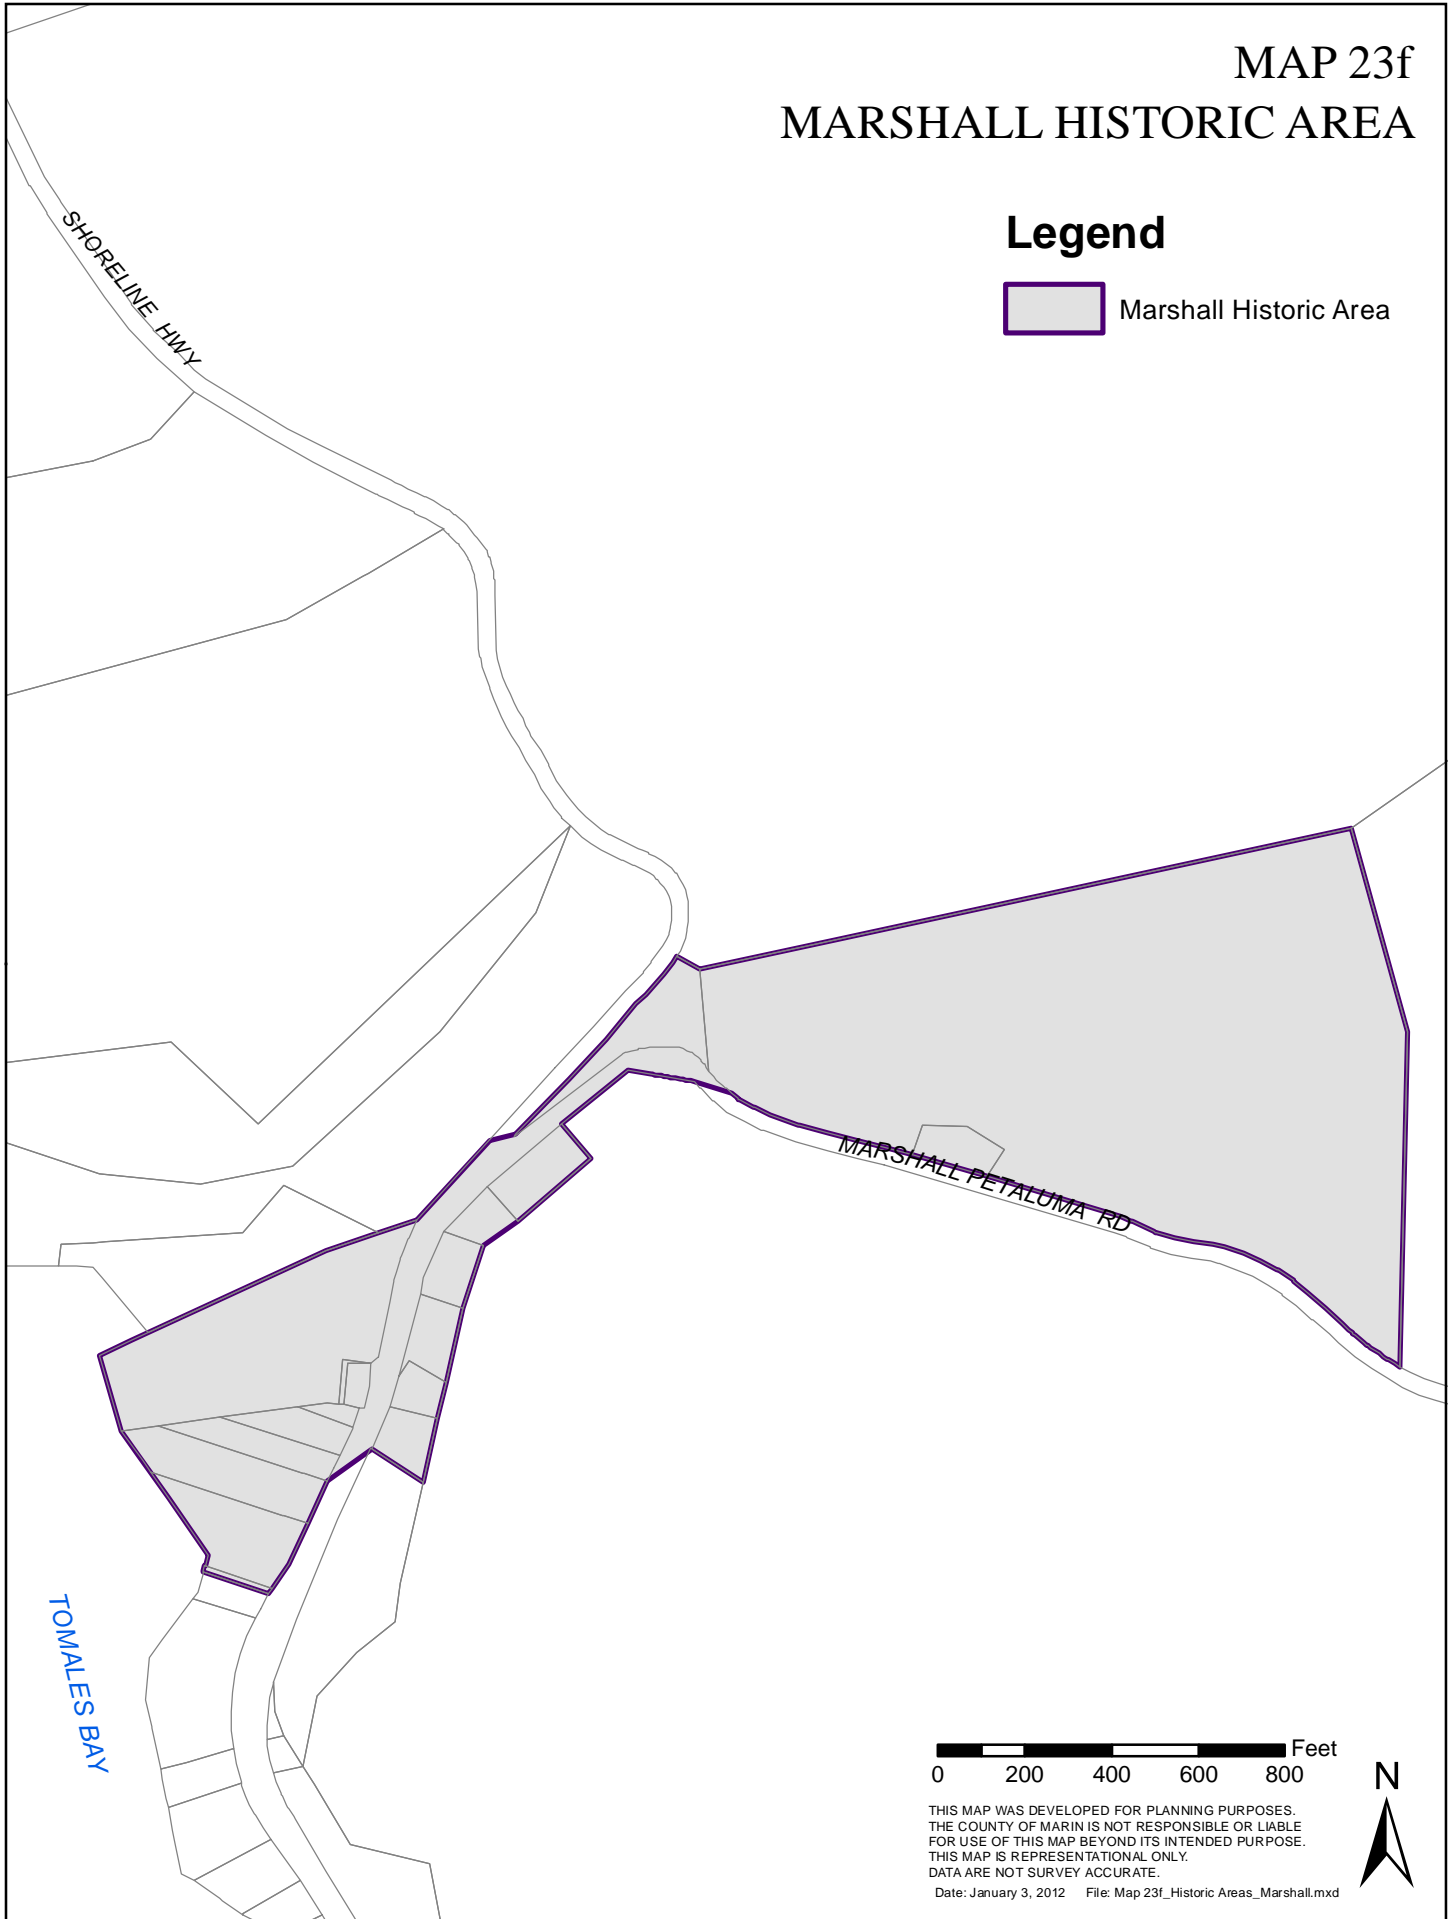 MAP 23f
MARSHALL HISTORIC AREA
Legend
Marshall Historic Area
SHORELINE HWY
MARSHALL PETALUMA RD
TOMALES BAY
Feet
0 200 400 600 800
N
THIS MAP WAS DEVELOPED FOR PLANNING PURPOSES.
THE COUNTY OF MARIN IS NOT RESPONSIBLE OR LIABLE
FOR USE OF THIS MAP BEYOND ITS INTENDED PURPOSE.
THIS MAP IS REPRESENTATIONAL ONLY.
DATA ARE NOT SURVEY ACCURATE.
Date: January 3, 2012 File: Map 23f_Historic Areas_Marshall.mxd